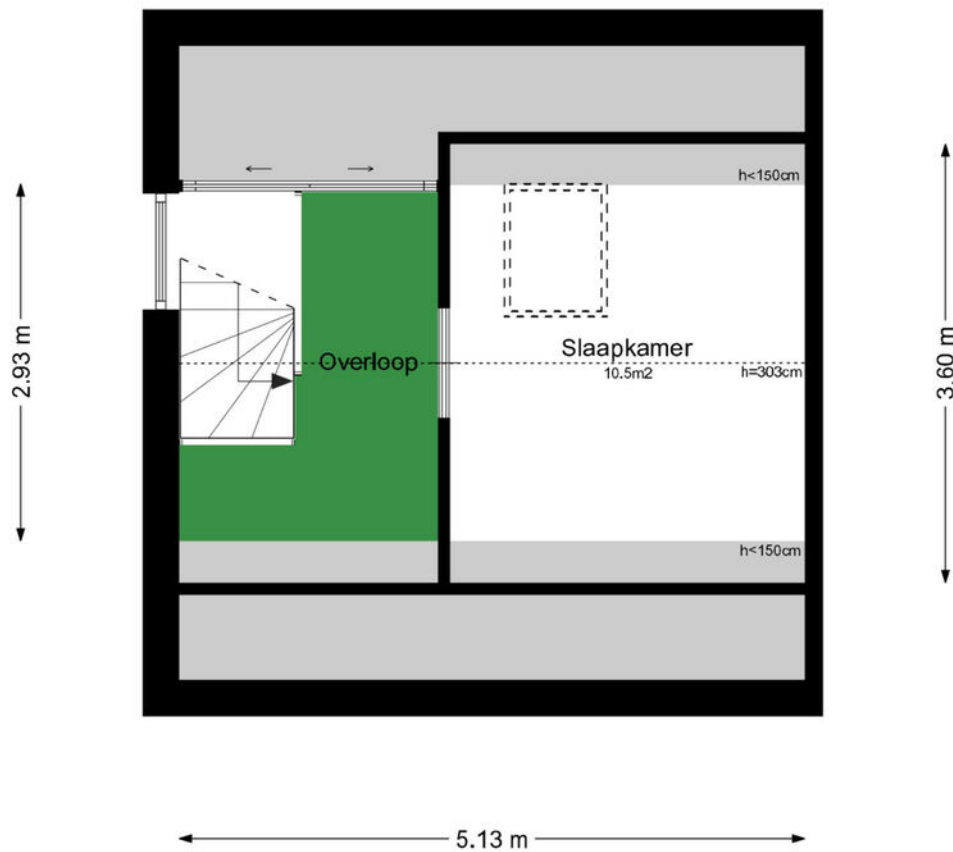 h<150cm
2.93 m
Overloop
Slaapkamer
10.5m2
h=303cm
3.60 m
h<150cm
5.13 m